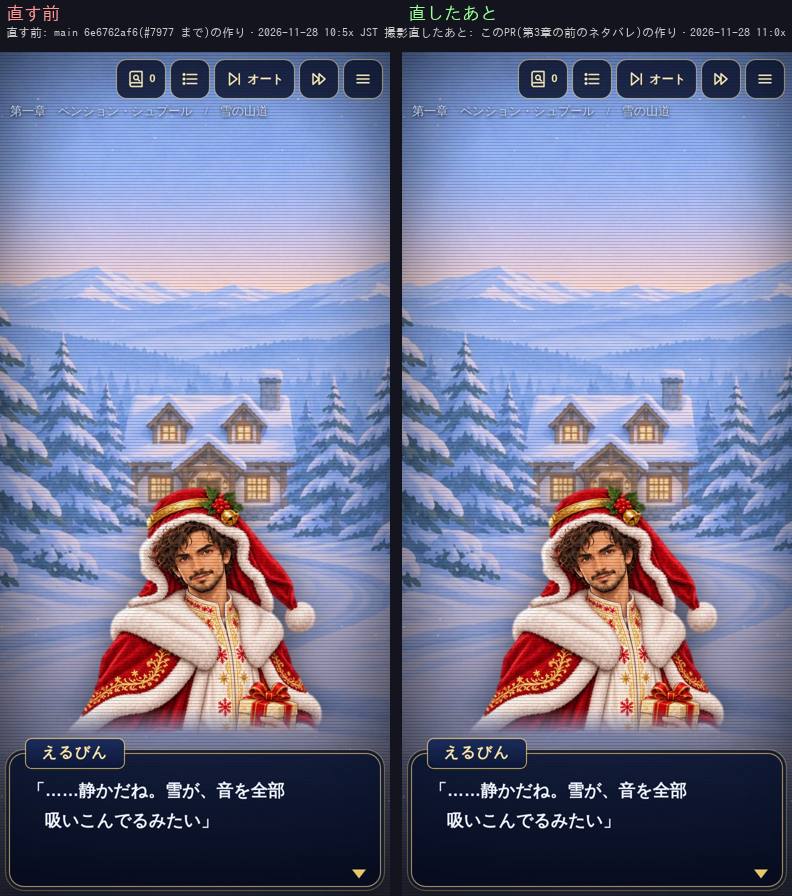 直す前
直す前: main 6e6762af6(#7977 まで)の作り・2026-11-28 10:5x JST 撮影
0
オート
第一章 ペンション・シュプール / 雪の山道
えるびん
「……静かだね。雪が、音を全部
吸いこんでるみたい」
直したあと
直したあと: このPR(第3章の前のネタバレ)の作り・2026-11-28 11:0x
0
オート
第一章 ペンション・シュプール / 雪の山道
えるびん
「……静かだね。雪が、音を全部
吸いこんでるみたい」